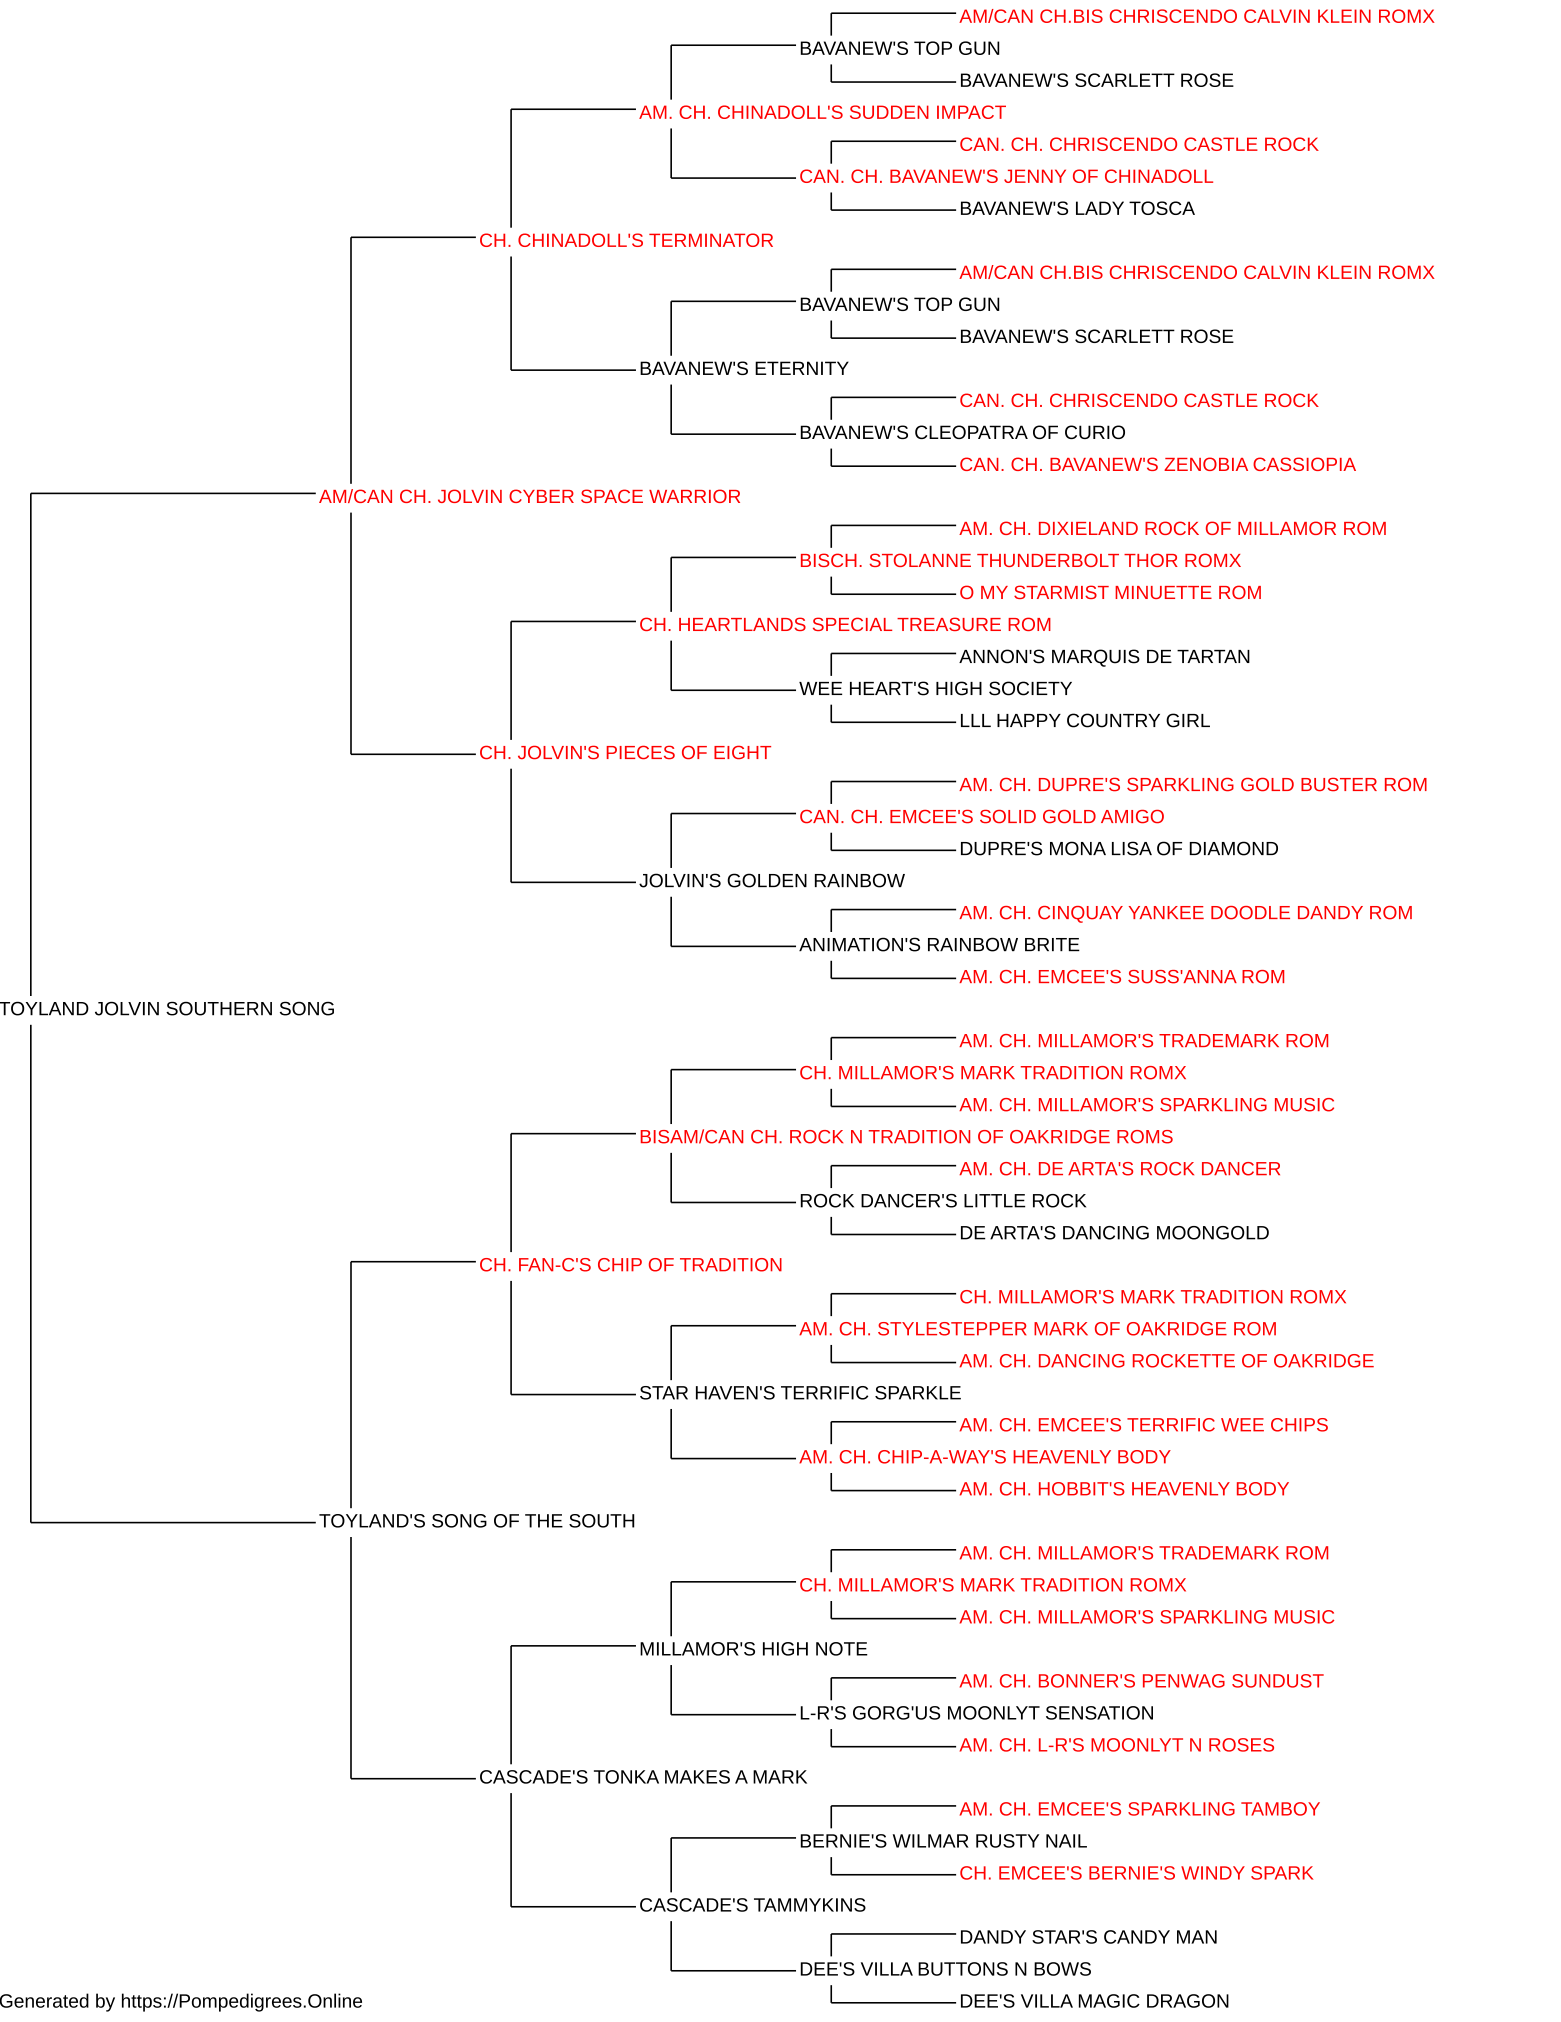 AM/CAN CH.BIS CHRISCENDO CALVIN KLEIN ROMX
BAVANEW'S TOP GUN
BAVANEW'S SCARLETT ROSE
AM. CH. CHINADOLL'S SUDDEN IMPACT
CAN. CH. CHRISCENDO CASTLE ROCK
CAN. CH. BAVANEW'S JENNY OF CHINADOLL
BAVANEW'S LADY TOSCA
CH. CHINADOLL'S TERMINATOR
AM/CAN CH.BIS CHRISCENDO CALVIN KLEIN ROMX
BAVANEW'S TOP GUN
BAVANEW'S SCARLETT ROSE
BAVANEW'S ETERNITY
CAN. CH. CHRISCENDO CASTLE ROCK
BAVANEW'S CLEOPATRA OF CURIO
CAN. CH. BAVANEW'S ZENOBIA CASSIOPIA
AM/CAN CH. JOLVIN CYBER SPACE WARRIOR
AM. CH. DIXIELAND ROCK OF MILLAMOR ROM
BISCH. STOLANNE THUNDERBOLT THOR ROMX
O MY STARMIST MINUETTE ROM
CH. HEARTLANDS SPECIAL TREASURE ROM
ANNON'S MARQUIS DE TARTAN
WEE HEART'S HIGH SOCIETY
LLL HAPPY COUNTRY GIRL
CH. JOLVIN'S PIECES OF EIGHT
AM. CH. DUPRE'S SPARKLING GOLD BUSTER ROM
CAN. CH. EMCEE'S SOLID GOLD AMIGO
DUPRE'S MONA LISA OF DIAMOND
JOLVIN'S GOLDEN RAINBOW
AM. CH. CINQUAY YANKEE DOODLE DANDY ROM
ANIMATION'S RAINBOW BRITE
AM. CH. EMCEE'S SUSS'ANNA ROM
TOYLAND JOLVIN SOUTHERN SONG
AM. CH. MILLAMOR'S TRADEMARK ROM
CH. MILLAMOR'S MARK TRADITION ROMX
AM. CH. MILLAMOR'S SPARKLING MUSIC
BISAM/CAN CH. ROCK N TRADITION OF OAKRIDGE ROMS
AM. CH. DE ARTA'S ROCK DANCER
ROCK DANCER'S LITTLE ROCK
DE ARTA'S DANCING MOONGOLD
CH. FAN-C'S CHIP OF TRADITION
CH. MILLAMOR'S MARK TRADITION ROMX
AM. CH. STYLESTEPPER MARK OF OAKRIDGE ROM
AM. CH. DANCING ROCKETTE OF OAKRIDGE
STAR HAVEN'S TERRIFIC SPARKLE
AM. CH. EMCEE'S TERRIFIC WEE CHIPS
AM. CH. CHIP-A-WAY'S HEAVENLY BODY
AM. CH. HOBBIT'S HEAVENLY BODY
TOYLAND'S SONG OF THE SOUTH
AM. CH. MILLAMOR'S TRADEMARK ROM
CH. MILLAMOR'S MARK TRADITION ROMX
AM. CH. MILLAMOR'S SPARKLING MUSIC
MILLAMOR'S HIGH NOTE
AM. CH. BONNER'S PENWAG SUNDUST
L-R'S GORG'US MOONLYT SENSATION
AM. CH. L-R'S MOONLYT N ROSES
CASCADE'S TONKA MAKES A MARK
AM. CH. EMCEE'S SPARKLING TAMBOY
BERNIE'S WILMAR RUSTY NAIL
CH. EMCEE'S BERNIE'S WINDY SPARK
CASCADE'S TAMMYKINS
DANDY STAR'S CANDY MAN
DEE'S VILLA BUTTONS N BOWS
DEE'S VILLA MAGIC DRAGON
Generated by https://Pompedigrees.Online